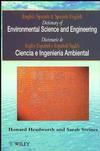 English-Spanish & Spanish-English
Dictionary of
Environmental Science and Engineering
Diccionario de
Inglés-Español & Español-Inglés
Ciencia e Ingeniería Ambiental
Howard Headworth and Sarah Steines